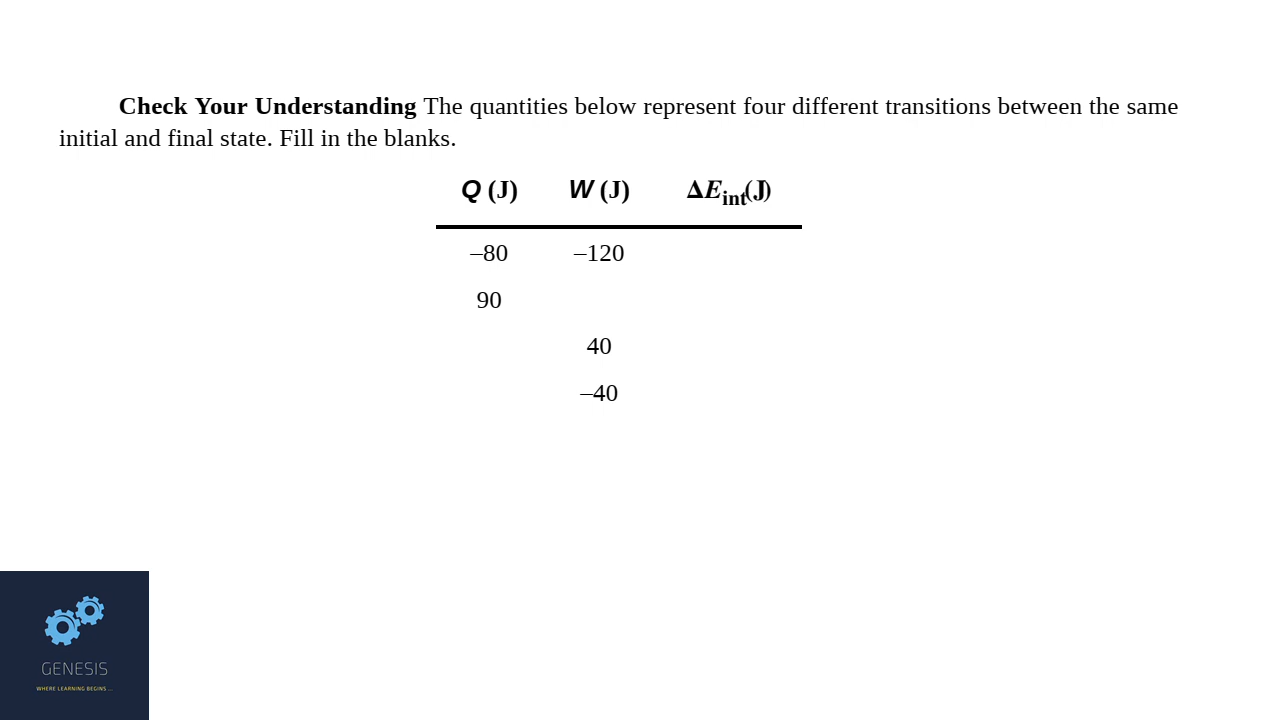 Check Your Understanding The quantities below represent four different transitions between the same
initial and final state. Fill in the blanks.
Q (J) W (J) ΔE_int(J)
–80 –120
90
40
–40
GENESIS
WHERE LEARNING BEGINS ...